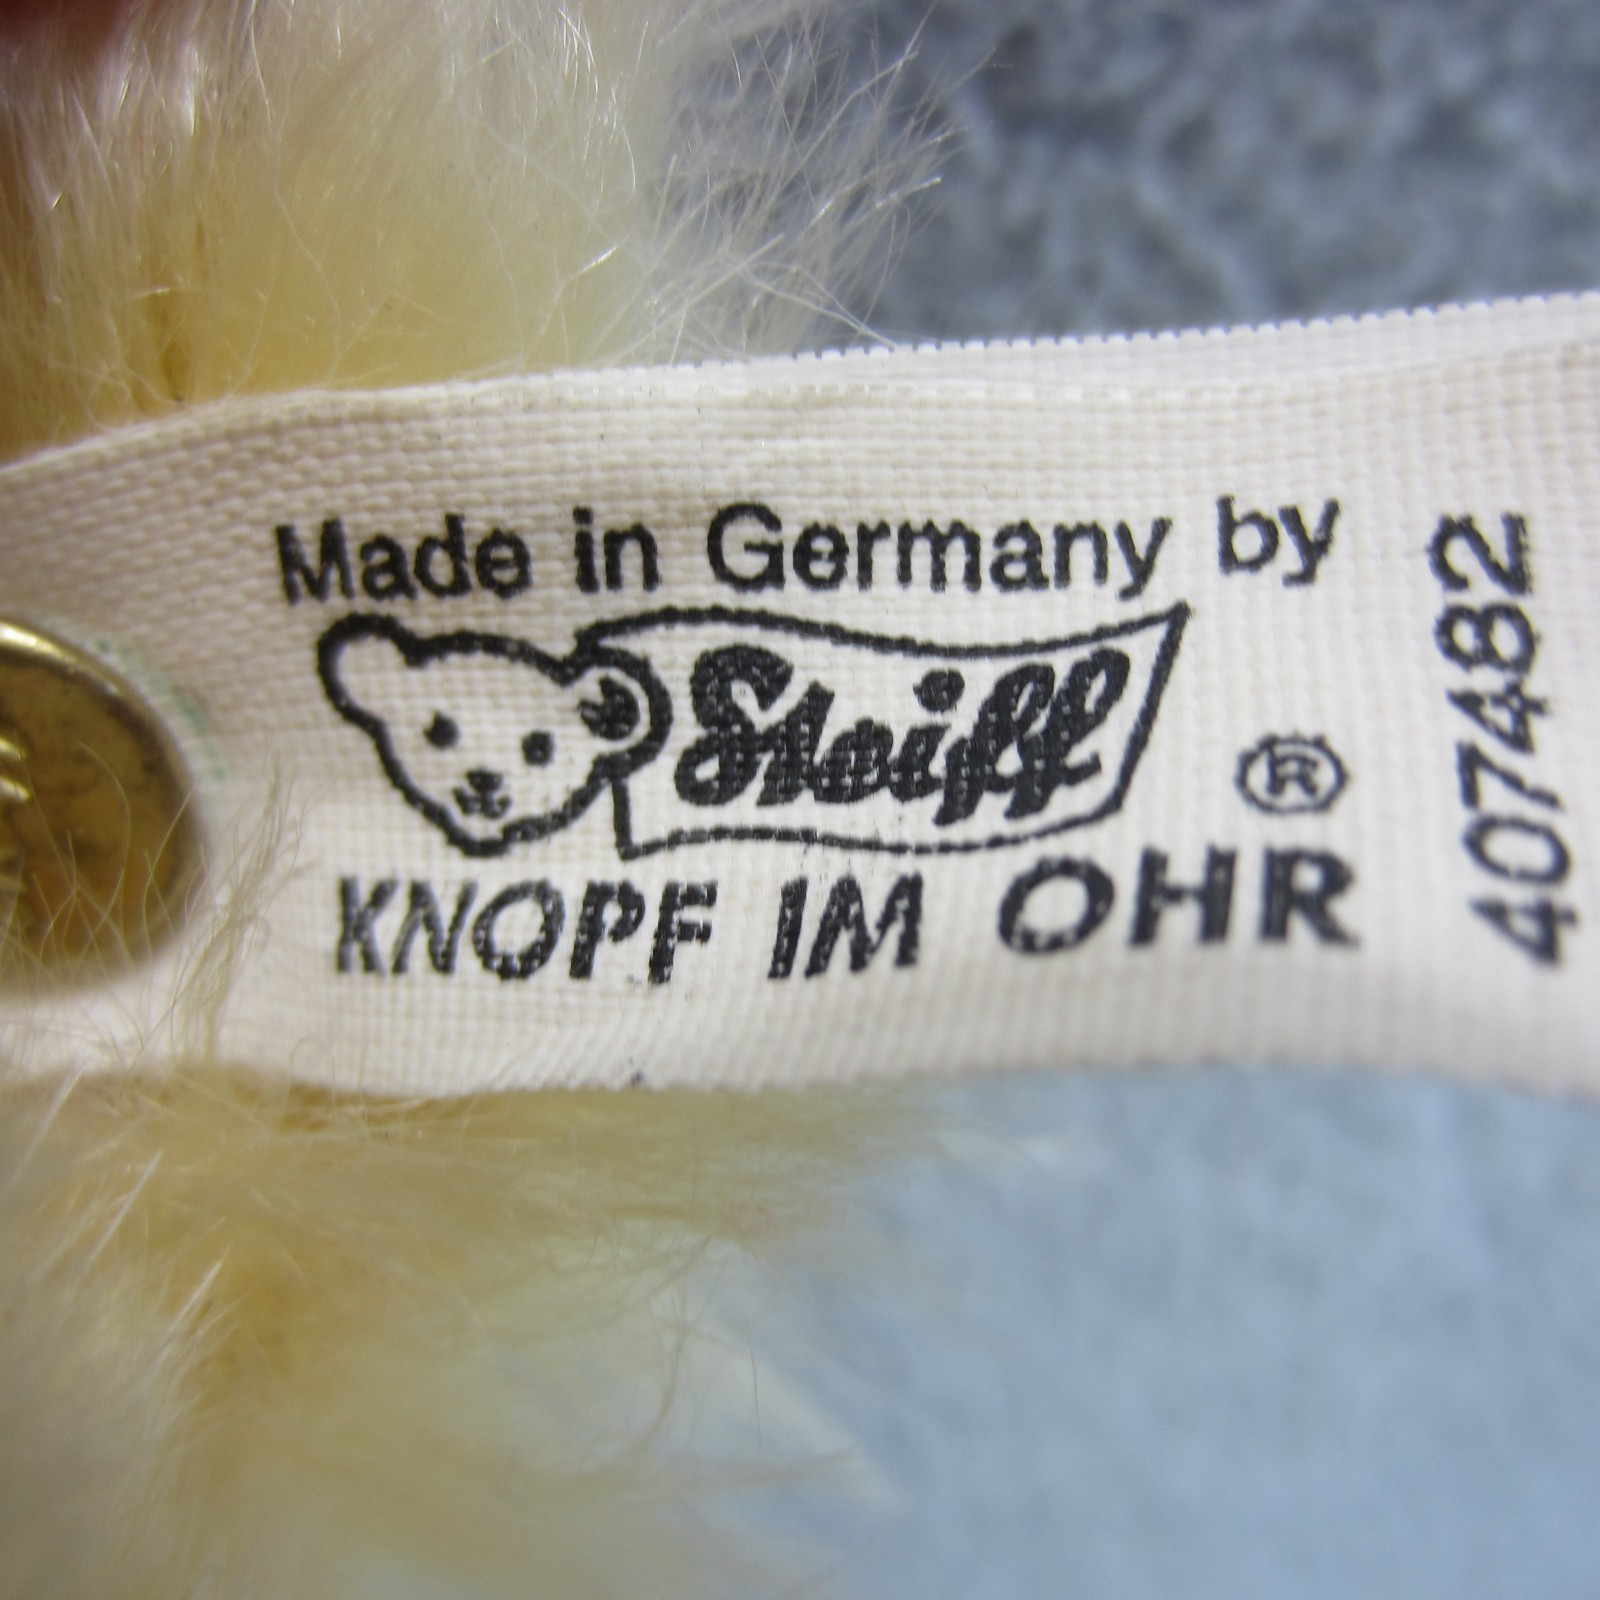 Made in Germany by
Steiff ®
KNOPF IM OHR
407482